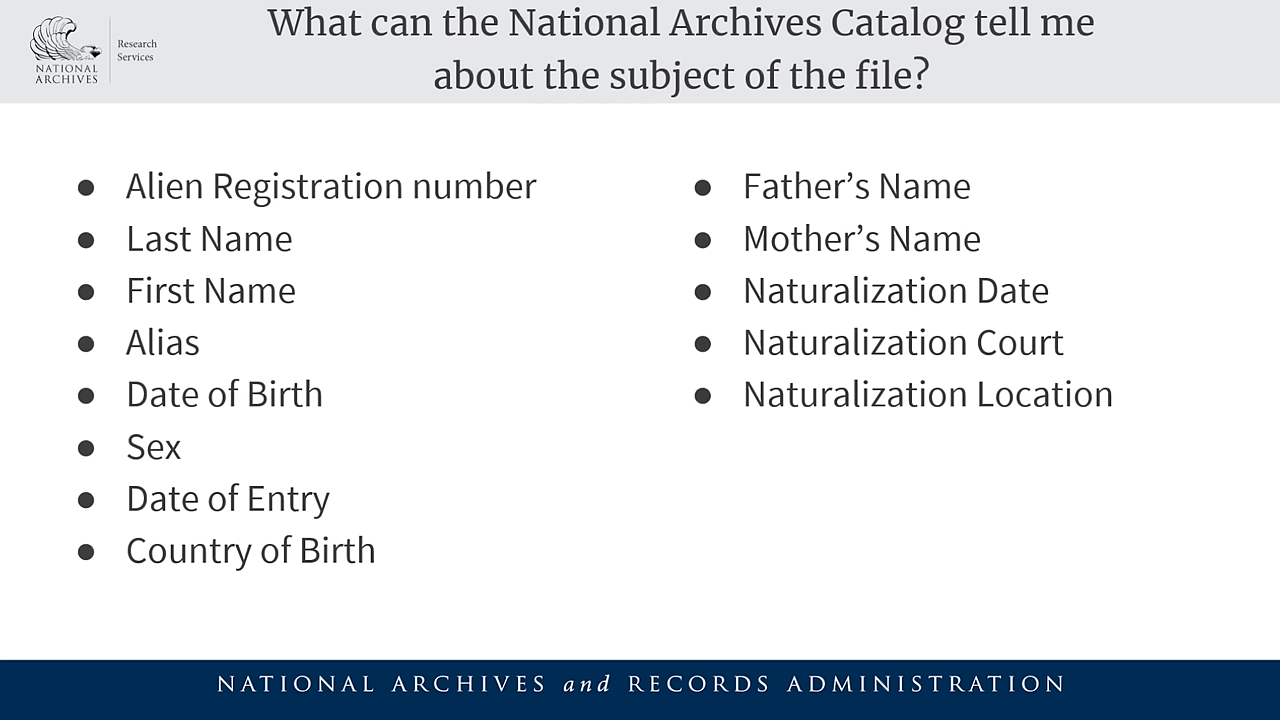 What can the National Archives Catalog tell me
about the subject of the file?
NATIONAL
ARCHIVES
Research
Services
● Alien Registration number
● Last Name
● First Name
● Alias
● Date of Birth
● Sex
● Date of Entry
● Country of Birth
● Father’s Name
● Mother’s Name
● Naturalization Date
● Naturalization Court
● Naturalization Location
NATIONAL ARCHIVES and RECORDS ADMINISTRATION